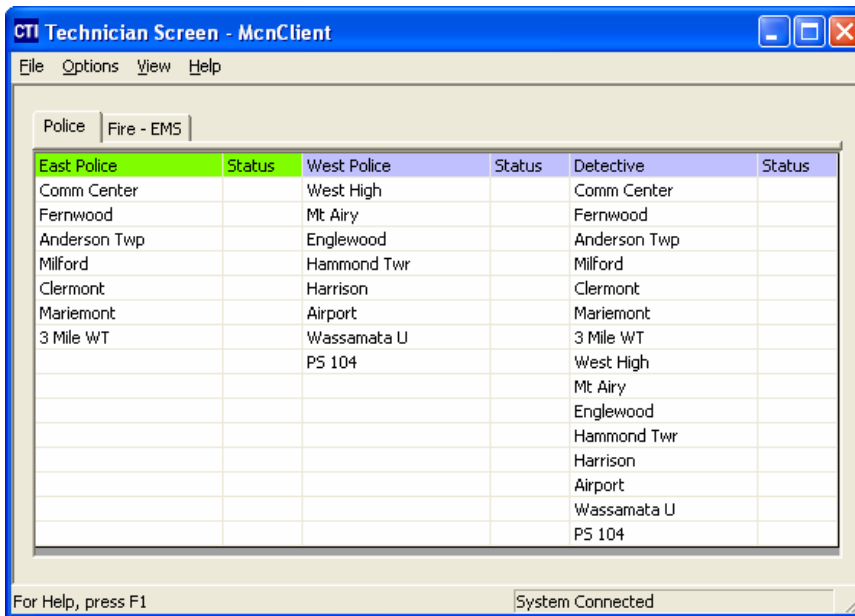 CTI Technician Screen - McnClient
File Options View Help
Police Fire - EMS
East Police Status West Police Status Detective Status
Comm Center West High Comm Center
Fernwood Mt Airy Fernwood
Anderson Twp Englewood Anderson Twp
Milford Hammond Twr Milford
Clermont Harrison Clermont
Mariemont Airport Mariemont
3 Mile WT Wassamata U 3 Mile WT
PS 104 West High
Mt Airy
Englewood
Hammond Twr
Harrison
Airport
Wassamata U
PS 104
For Help, press F1 System Connected